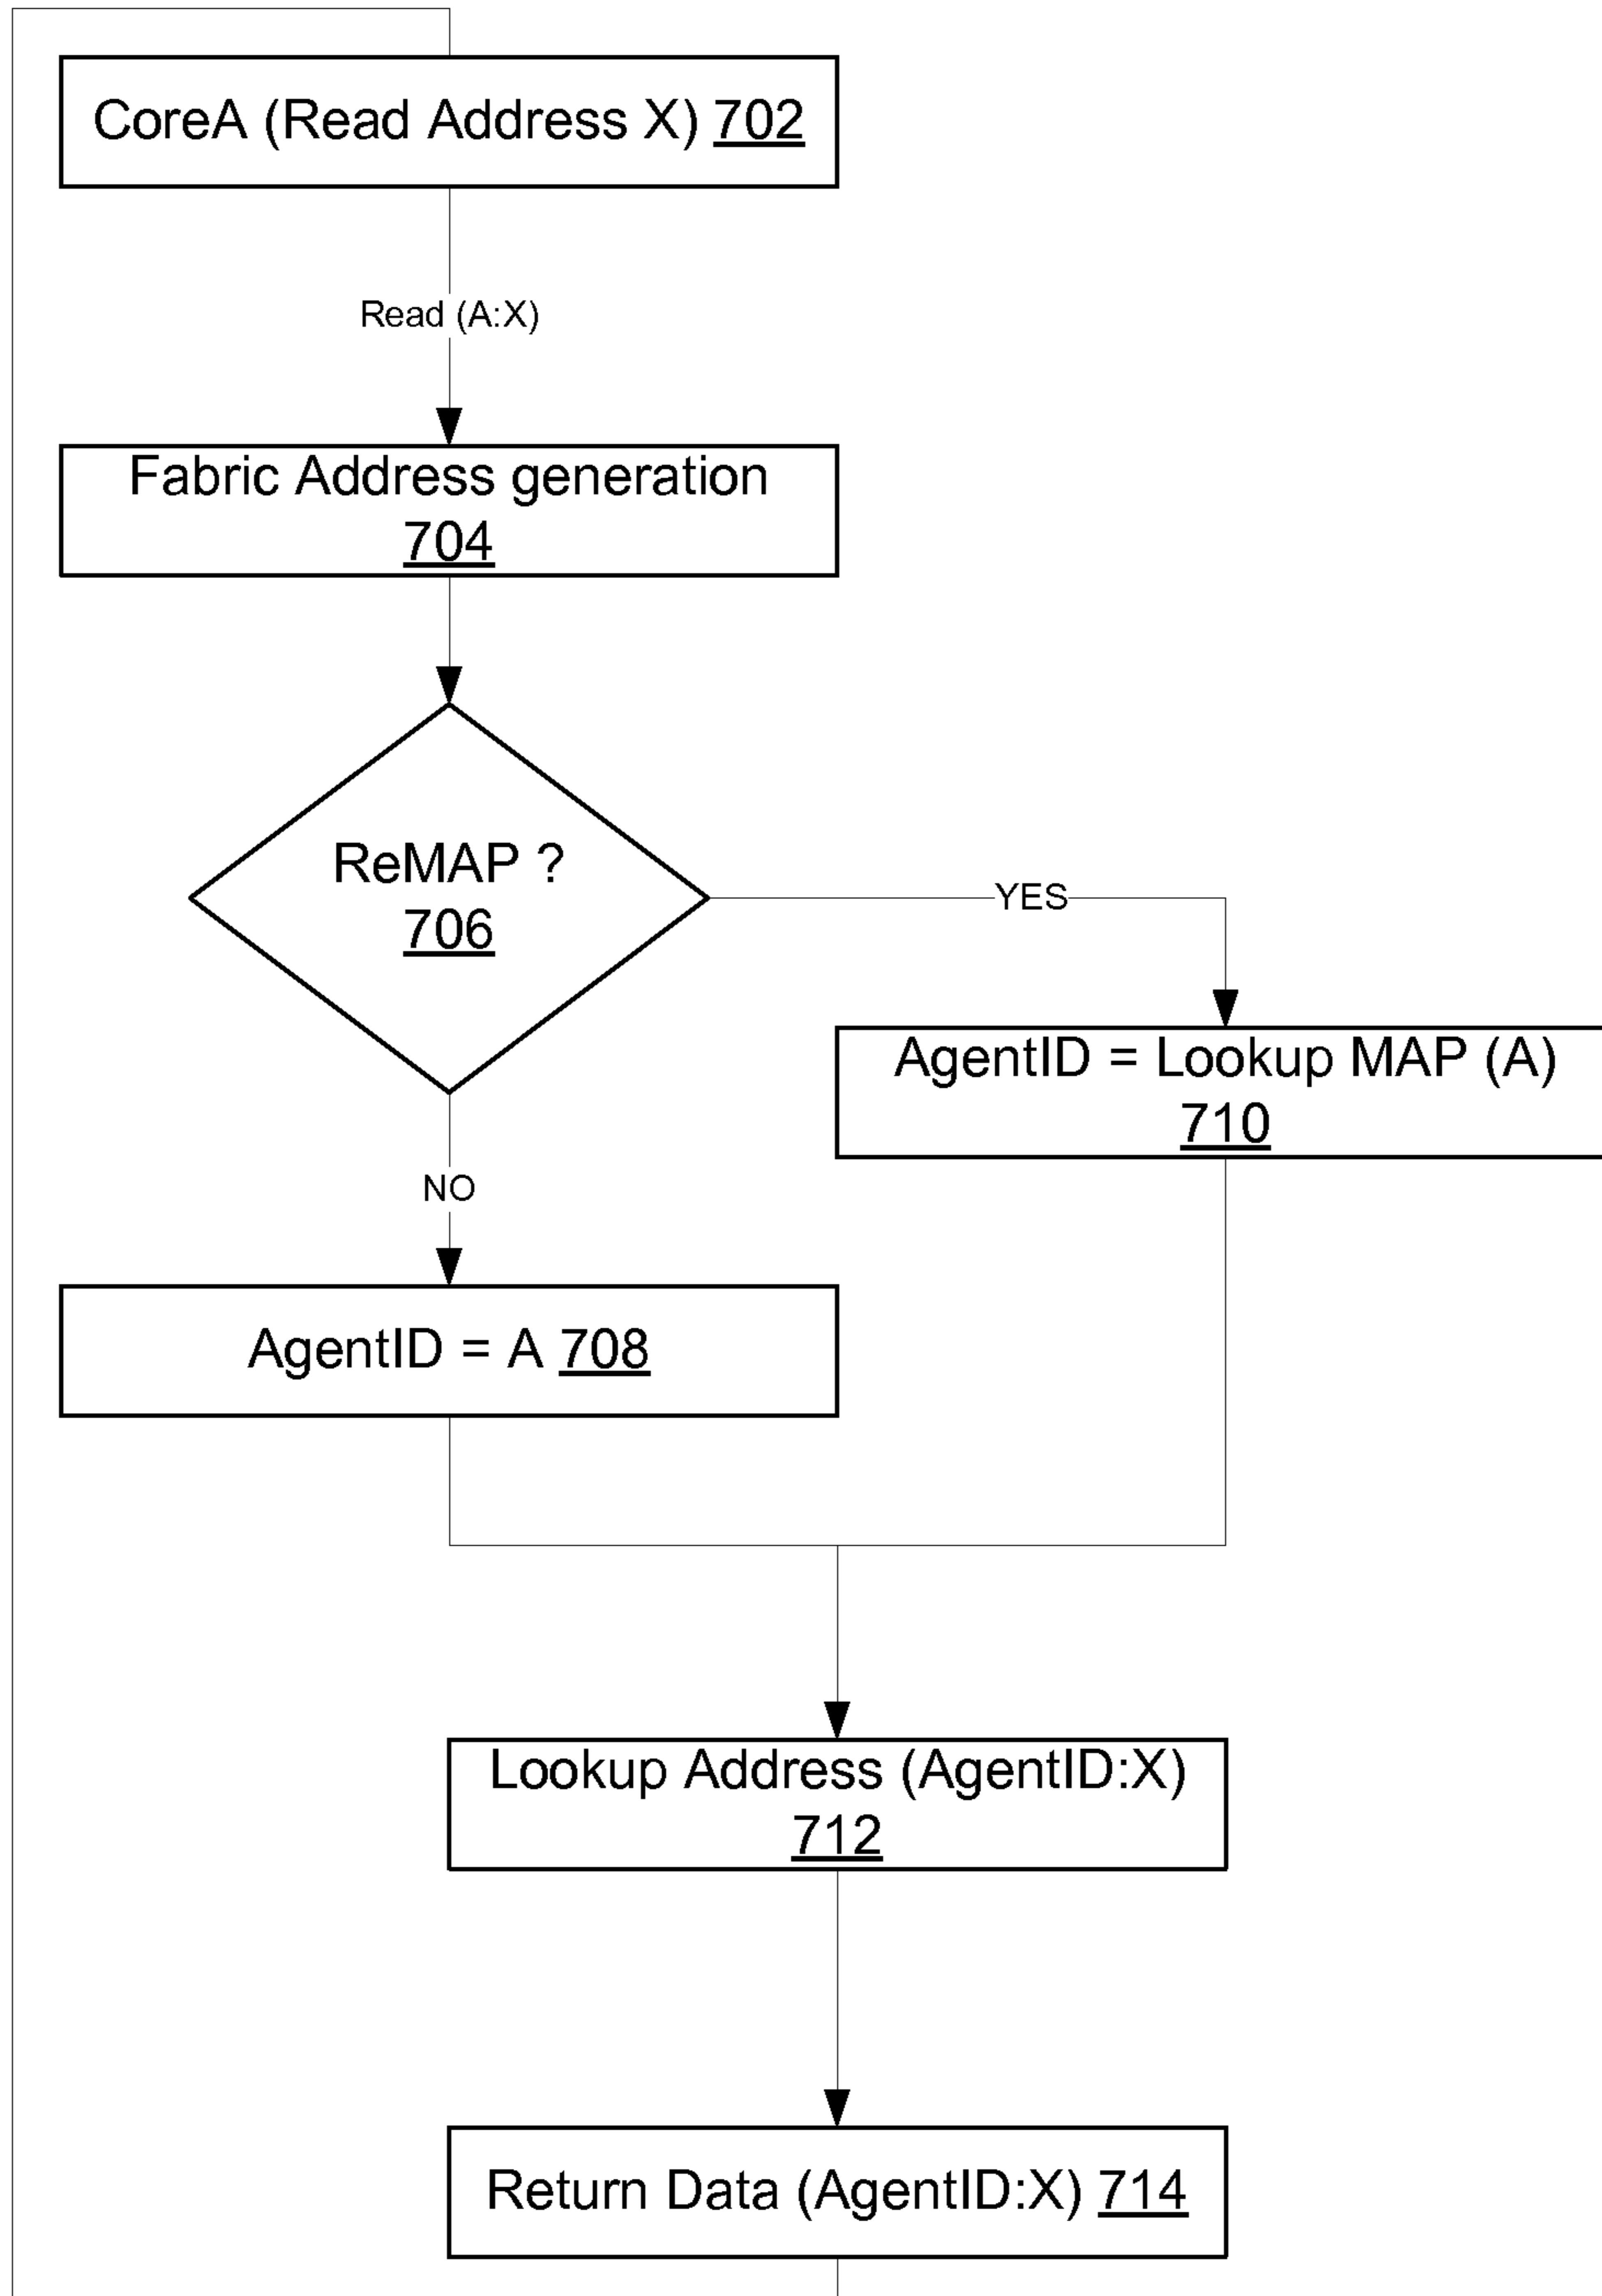 CoreA (Read Address X) 702
Read (A:X)
Fabric Address generation
704
ReMAP ?
706
YES
AgentID = Lookup MAP (A)
710
NO
AgentID = A 708
Lookup Address (AgentID:X)
712
Return Data (AgentID:X) 714